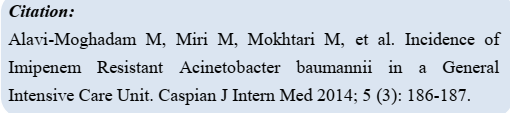 Citation:
Alavi-Moghadam M, Miri M, Mokhtari M, et al. Incidence of
Imipenem Resistant Acinetobacter baumannii in a General
Intensive Care Unit. Caspian J Intern Med 2014; 5 (3): 186-187.